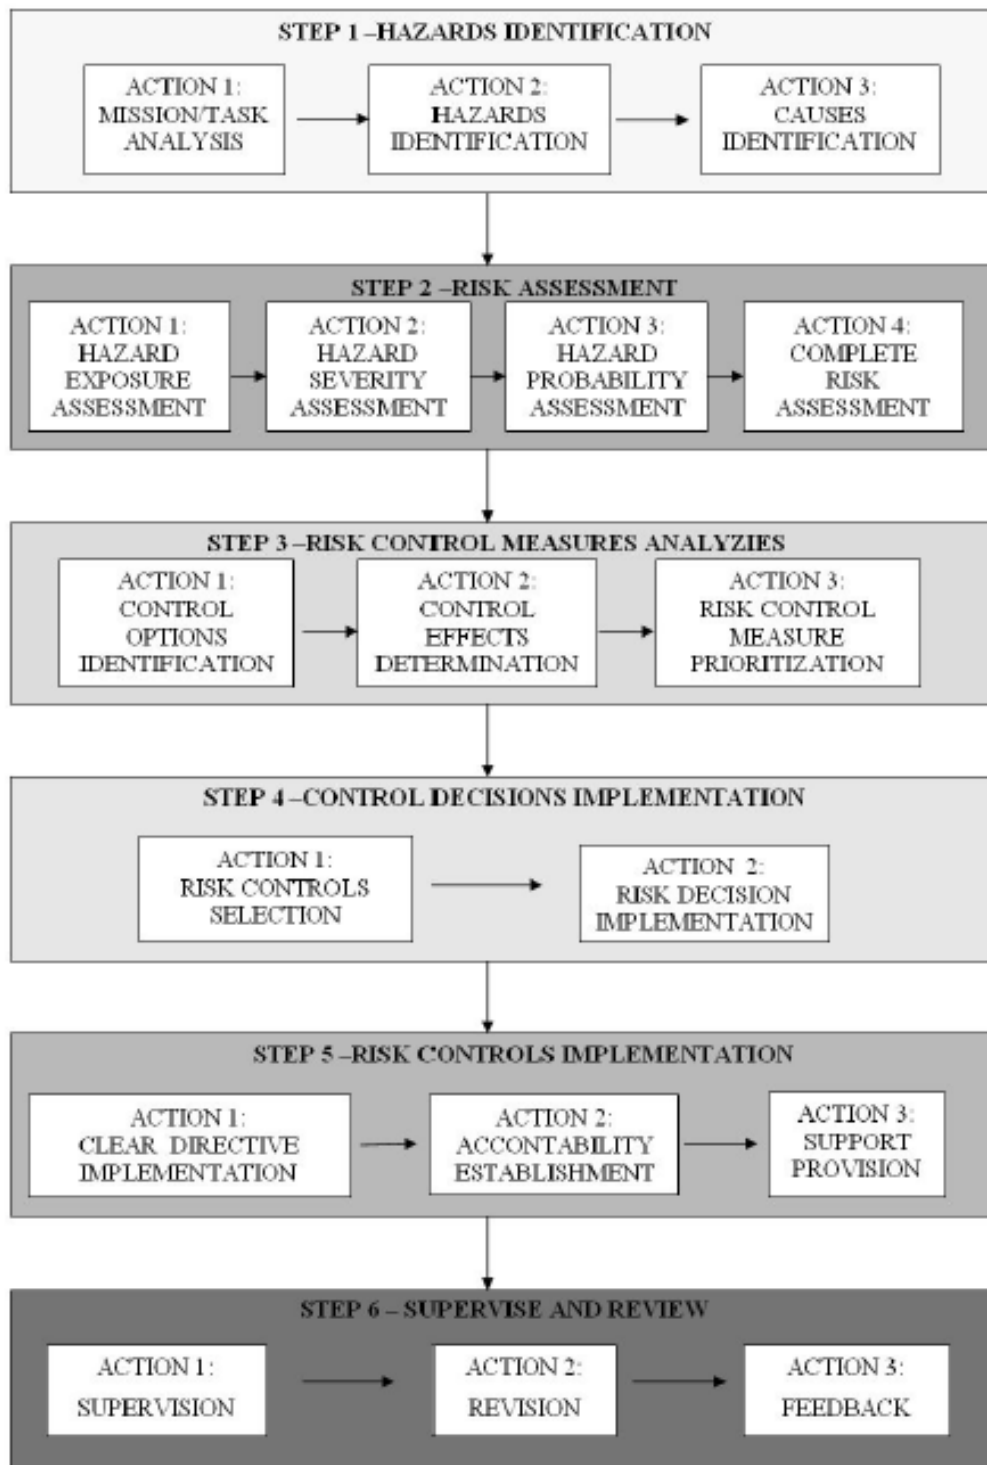 STEP 1 –HAZARDS IDENTIFICATION
ACTION 1:
MISSION/TASK
ANALYSIS
ACTION 2:
HAZARDS
IDENTIFICATION
ACTION 3:
CAUSES
IDENTIFICATION
STEP 2 –RISK ASSESSMENT
ACTION 1:
HAZARD
EXPOSURE
ASSESSMENT
ACTION 2:
HAZARD
SEVERITY
ASSESSMENT
ACTION 3:
HAZARD
PROBABILITY
ASSESSMENT
ACTION 4:
COMPLETE
RISK
ASSESSMENT
STEP 3 –RISK CONTROL MEASURES ANALYZIES
ACTION 1:
CONTROL
OPTIONS
IDENTIFICATION
ACTION 2:
CONTROL
EFFECTS
DETERMINATION
ACTION 3:
RISK CONTROL
MEASURE
PRIORITIZATION
STEP 4 –CONTROL DECISIONS IMPLEMENTATION
ACTION 1:
RISK CONTROLS
SELECTION
ACTION 2:
RISK DECISION
IMPLEMENTATION
STEP 5 –RISK CONTROLS IMPLEMENTATION
ACTION 1:
CLEAR DIRECTIVE
IMPLEMENTATION
ACTION 2:
ACCONTABILITY
ESTABLISHMENT
ACTION 3:
SUPPORT
PROVISION
STEP 6 – SUPERVISE AND REVIEW
ACTION 1:
SUPERVISION
ACTION 2:
REVISION
ACTION 3:
FEEDBACK